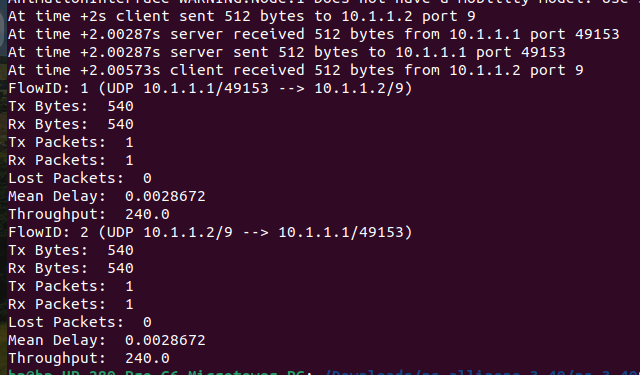 AnimationInterface WARNING:Node:1 Does not have a mobility model. Use
At time +2s client sent 512 bytes to 10.1.1.2 port 9
At time +2.00287s server received 512 bytes from 10.1.1.1 port 49153
At time +2.00287s server sent 512 bytes to 10.1.1.1 port 49153
At time +2.00573s client received 512 bytes from 10.1.1.2 port 9
FlowID: 1 (UDP 10.1.1.1/49153 --> 10.1.1.2/9)
Tx Bytes:  540
Rx Bytes:  540
Tx Packets:  1
Rx Packets:  1
Lost Packets:  0
Mean Delay:  0.0028672
Throughput:  240.0
FlowID: 2 (UDP 10.1.1.2/9 --> 10.1.1.1/49153)
Tx Bytes:  540
Rx Bytes:  540
Tx Packets:  1
Rx Packets:  1
Lost Packets:  0
Mean Delay:  0.0028672
Throughput:  240.0